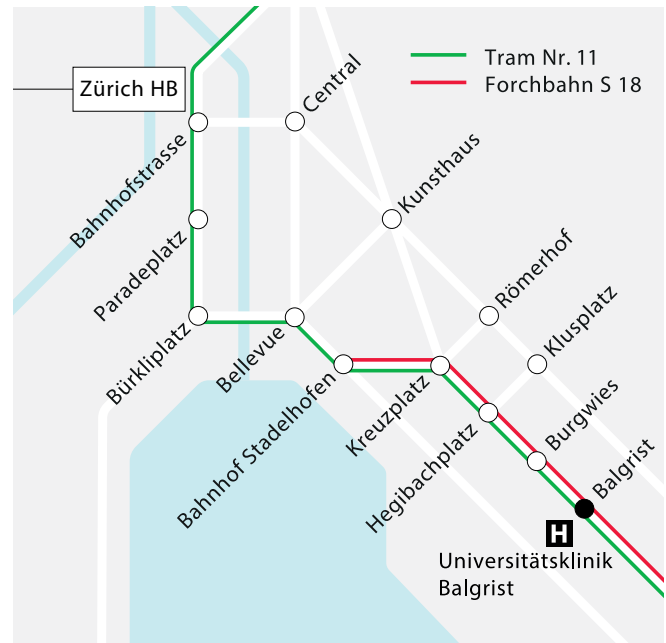 Tram Nr. 11
Forchbahn S 18
Zürich HB
Central
Bahnhofstrasse
Kunsthaus
Paradeplatz
Römerhof
Klusplatz
Bürkliplatz
Bellevue
Bahnhof Stadelhofen
Kreuzplatz
Hegibachplatz
Burgwies
Balgrist
H
Universitätsklinik
Balgrist